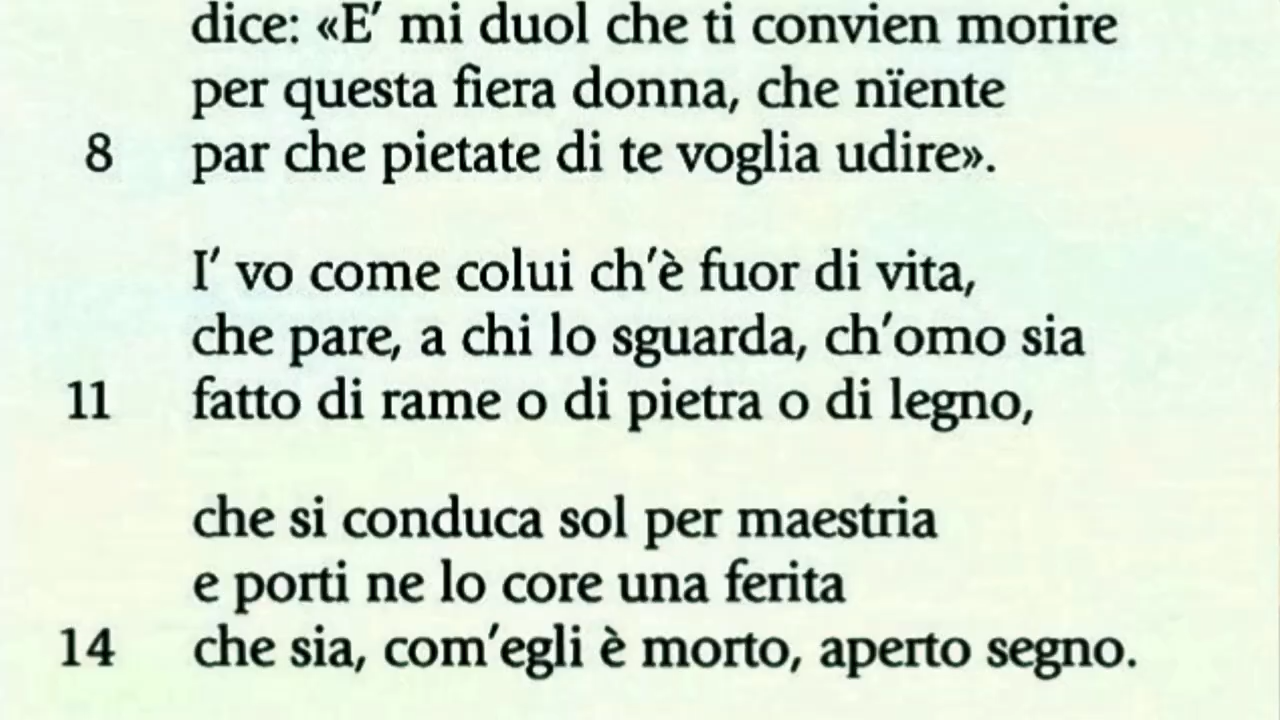 dice: «E’ mi duol che ti convien morire
per questa fiera donna, che nïente
8 par che pietate di te voglia udire».
I’ vo come colui ch’è fuor di vita,
che pare, a chi lo sguarda, ch’omo sia
11 fatto di rame o di pietra o di legno,
che si conduca sol per maestria
e porti ne lo core una ferita
14 che sia, com’egli è morto, aperto segno.